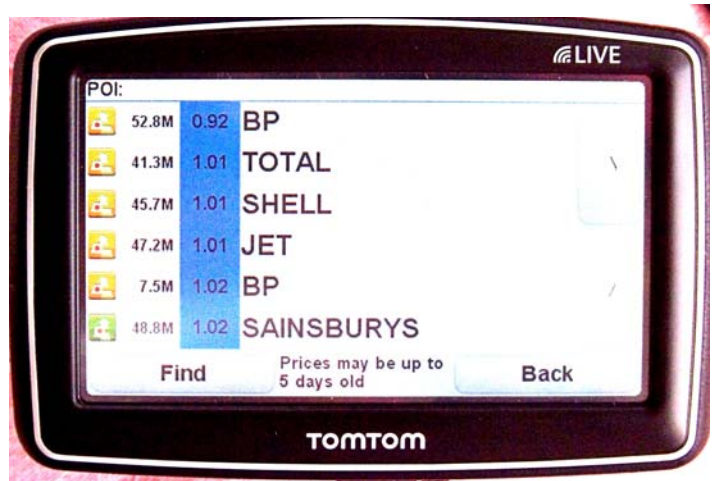 LIVE
POI:
52.8M 0.92 BP
41.3M 1.01 TOTAL
45.7M 1.01 SHELL
47.2M 1.01 JET
7.5M 1.02 BP
48.8M 1.02 SAINSBURYS
Find
Prices may be up to
5 days old
Back
TOMTOM